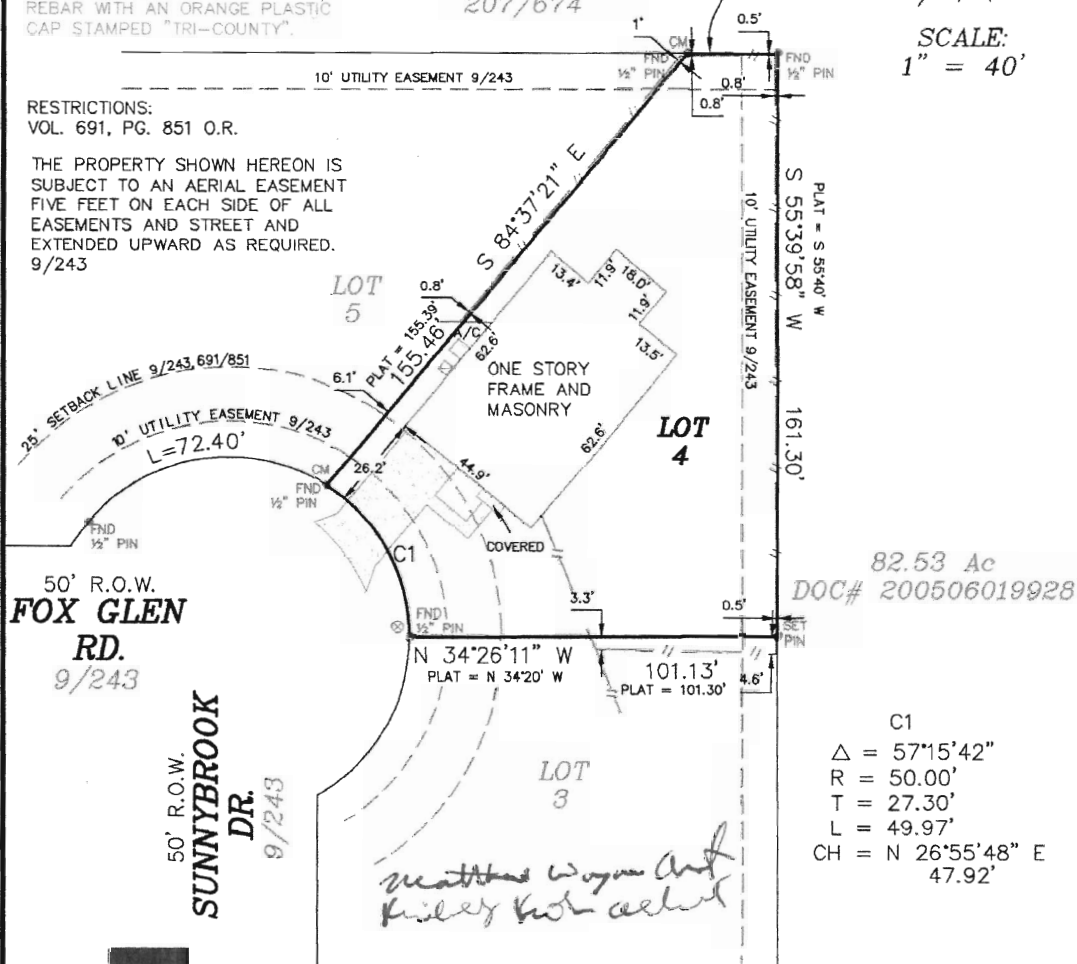 REBAR WITH AN ORANGE PLASTIC
CAP STAMPED "TRI-COUNTY".
207/674
SCALE:
1" = 40'
1'
0.5'
CM
FND
½" PIN
FND
½" PIN
0.8'
0.8'
10' UTILITY EASEMENT 9/243
RESTRICTIONS:
VOL. 691, PG. 851 O.R.
THE PROPERTY SHOWN HEREON IS
SUBJECT TO AN AERIAL EASEMENT
FIVE FEET ON EACH SIDE OF ALL
EASEMENTS AND STREET AND
EXTENDED UPWARD AS REQUIRED.
9/243
S 84°37'21" E
PLAT = 155.39'
155.46'
S 55°39'58" W 161.30'
PLAT = S 55°40' W
10' UTILITY EASEMENT 9/243
LOT
5
0.8'
A/C
62.6'
13.4'
11.9'
18.0'
11.9'
13.5'
ONE STORY
FRAME AND
MASONRY
62.6'
LOT
4
6.1'
25' SETBACK LINE 9/243,691/851
10' UTILITY EASEMENT 9/243
L=72.40'
CM
FND
½" PIN
26.2'
44.9'
COVERED
C1
FND
½" PIN
50' R.O.W.
FOX GLEN
RD.
9/243
FND
½" PIN
3.3'
0.5'
SET
PIN
82.53 Ac
DOC# 200506019928
N 34°26'11" W
PLAT = N 34°20' W
101.13'
PLAT = 101.30'
4.6'
50' R.O.W.
SUNNYBROOK
DR.
9/243
LOT
3
C1
Δ = 57°15'42"
R = 50.00'
T = 27.30'
L = 49.97'
CH = N 26°55'48" E
47.92'